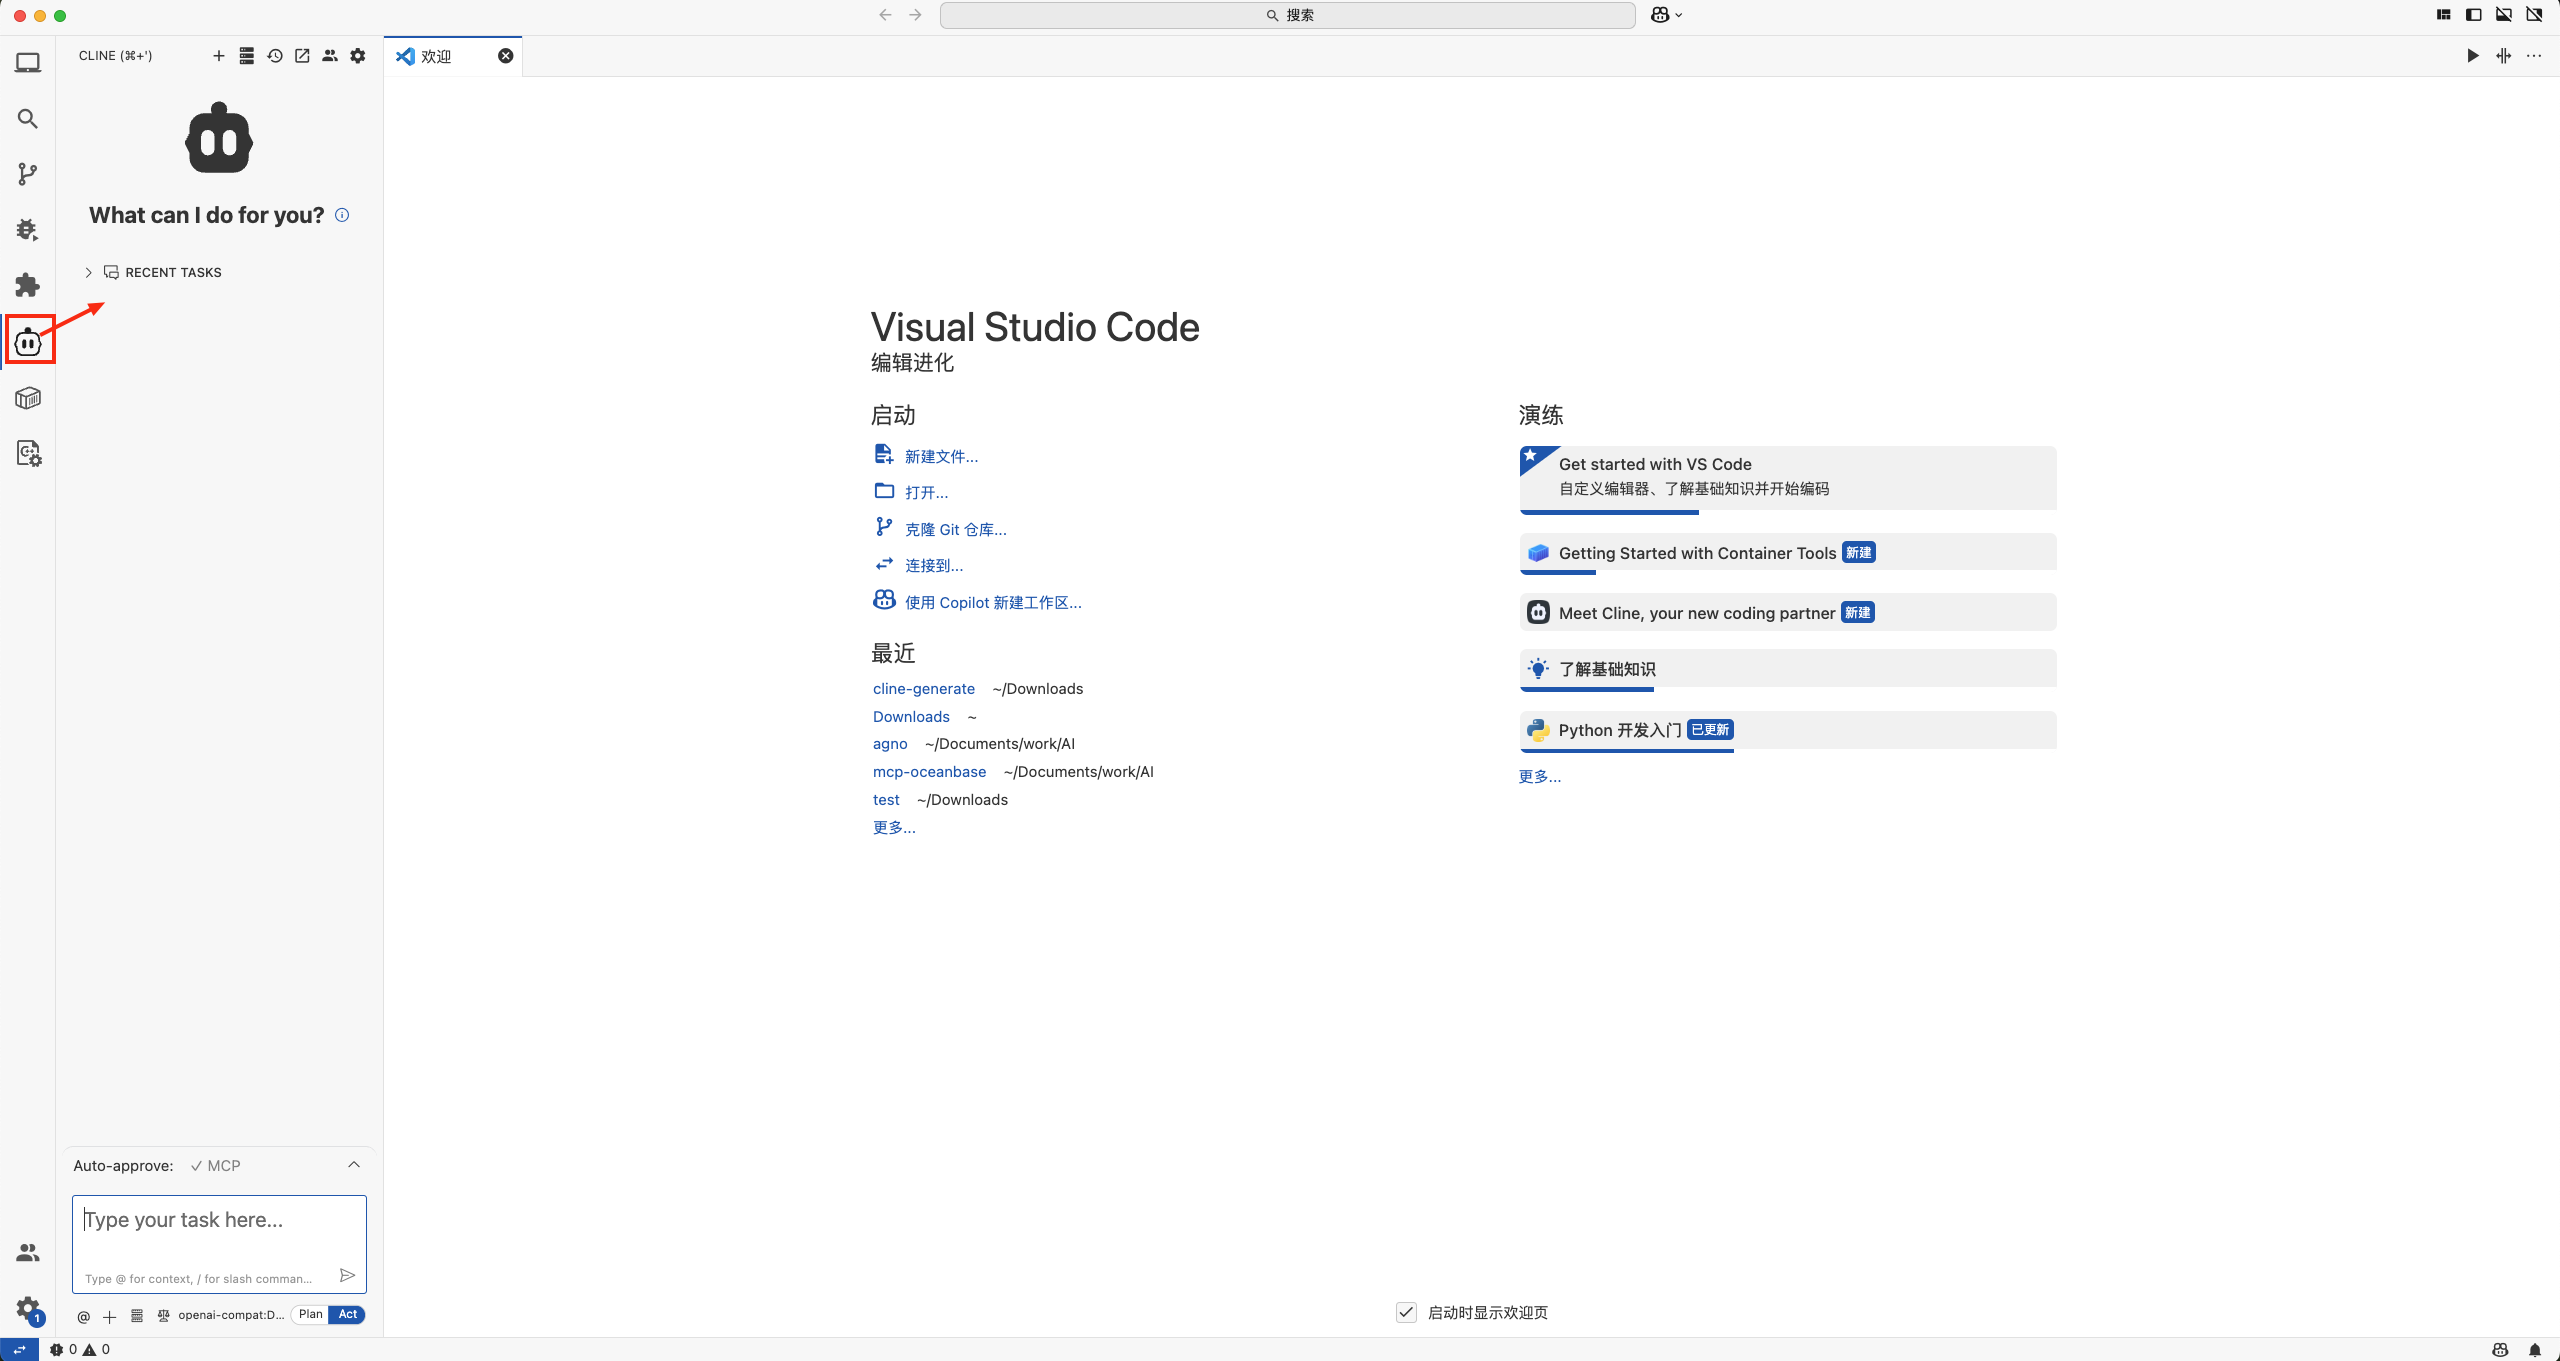 搜索
CLINE (⌘+')
欢迎
What can I do for you?
RECENT TASKS
Visual Studio Code
编辑进化
启动
新建文件...
打开...
克隆 Git 仓库...
连接到...
使用 Copilot 新建工作区...
最近
cline-generate ~/Downloads
Downloads ~
agno ~/Documents/work/AI
mcp-oceanbase ~/Documents/work/AI
test ~/Downloads
更多...
演练
Get started with VS Code
自定义编辑器、了解基础知识并开始编码
Getting Started with Container Tools 新建
Meet Cline, your new coding partner 新建
了解基础知识
Python 开发入门 已更新
更多...
Auto-approve: ✓ MCP
Type your task here...
Type @ for context, / for slash comman...
@ openai-compat:D... Plan Act
启动时显示欢迎页
1
0 0